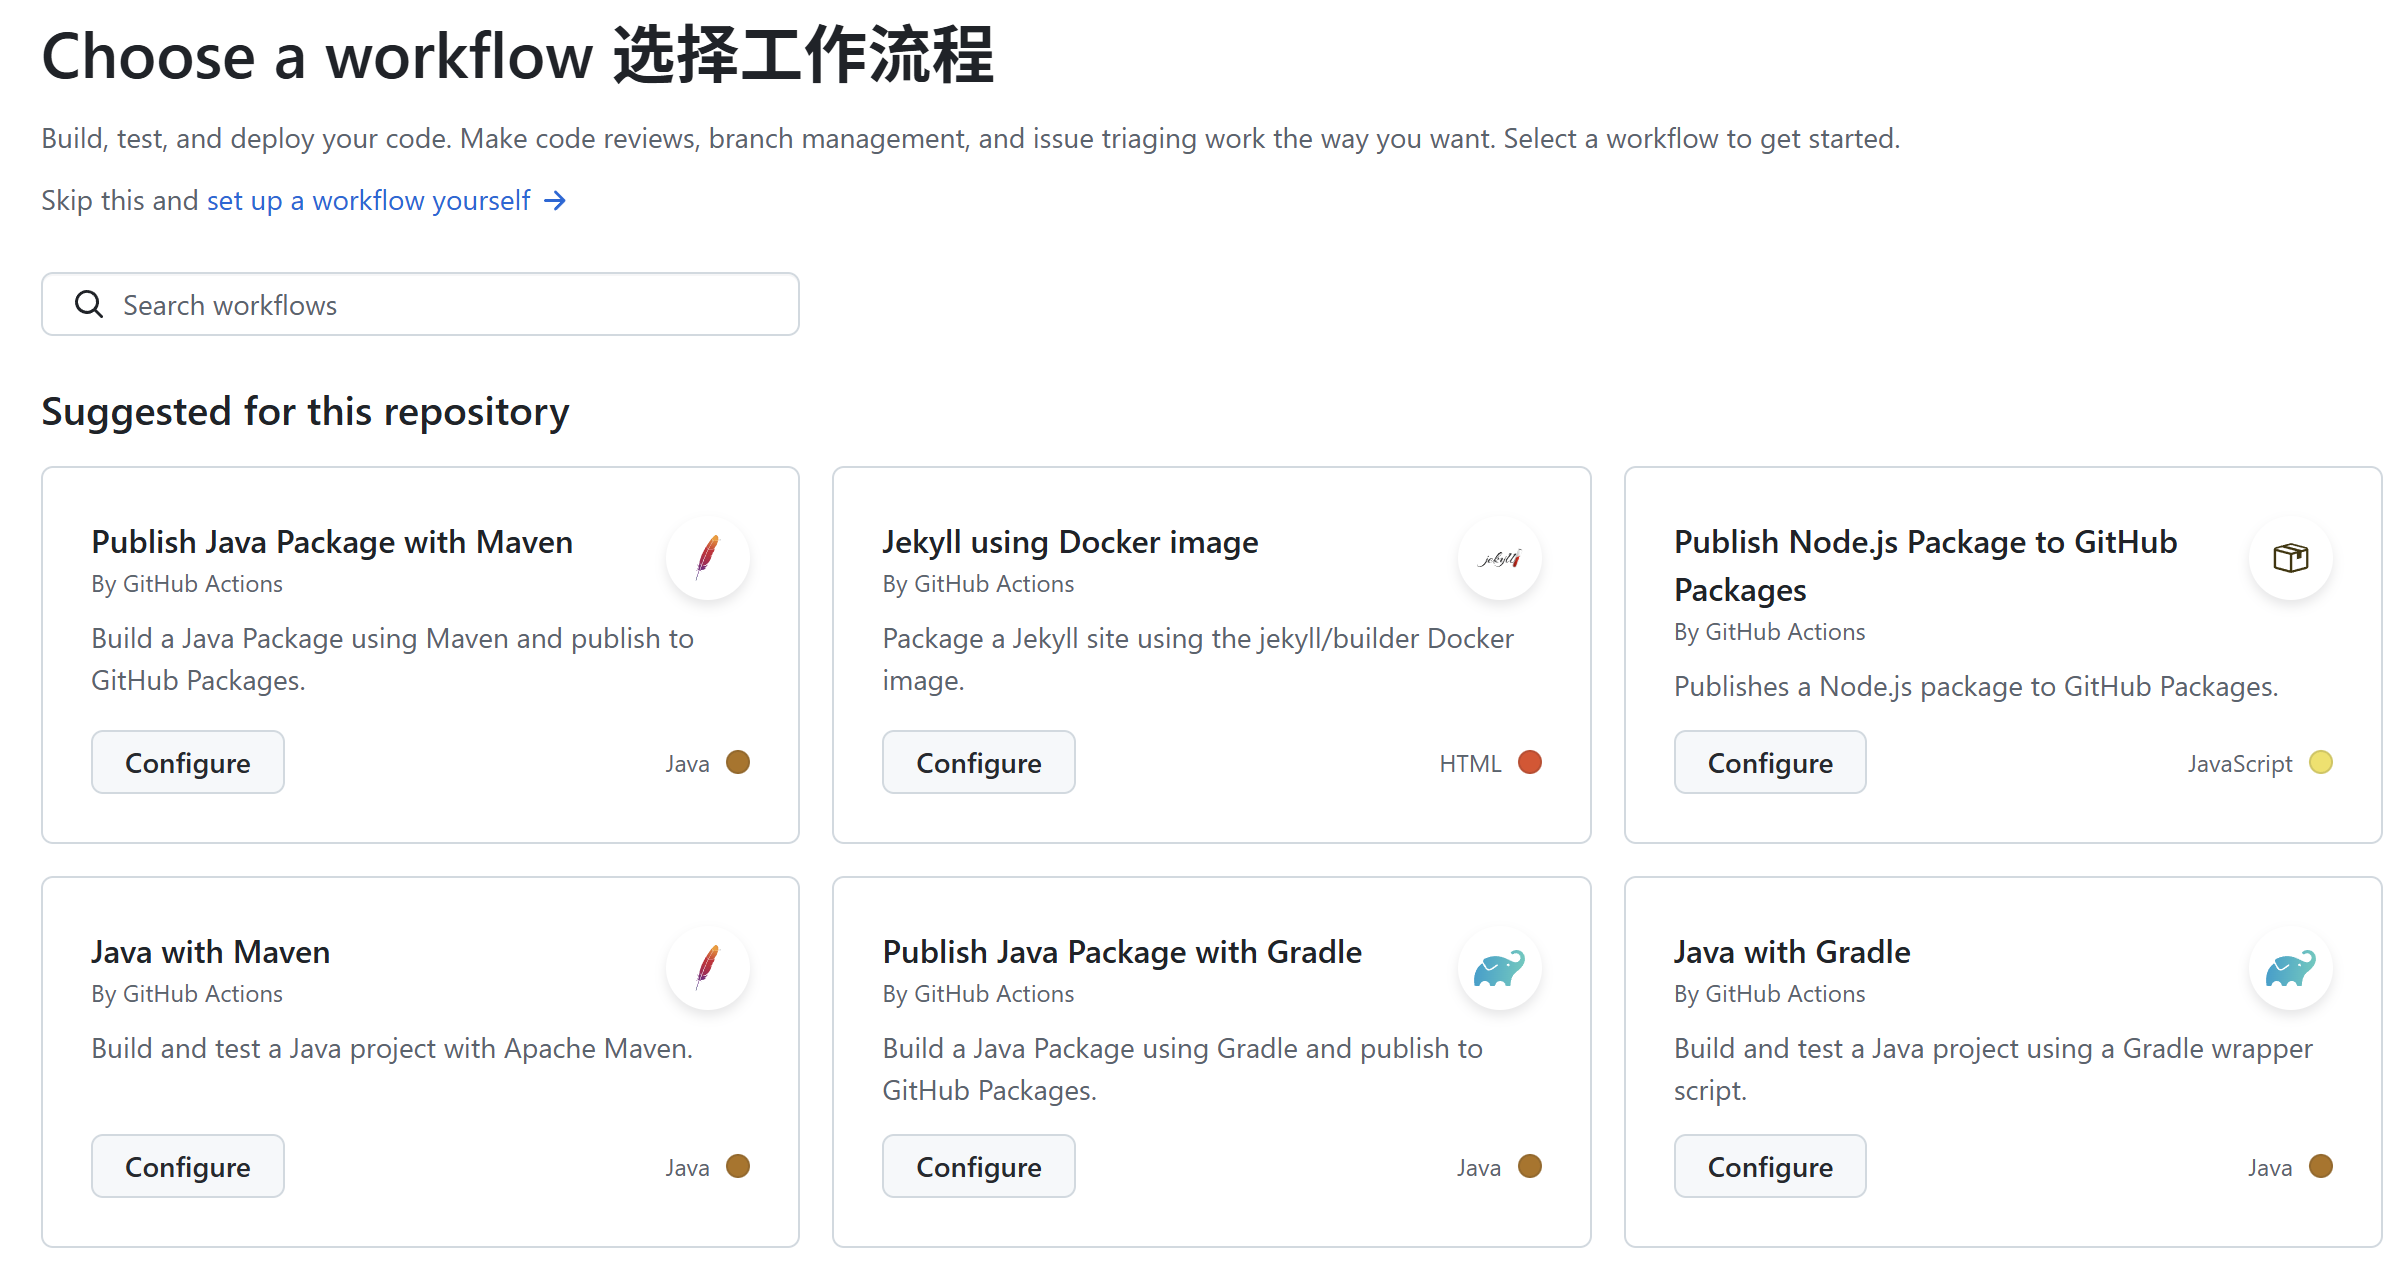 Choose a workflow 选择工作流程
Build, test, and deploy your code. Make code reviews, branch management, and issue triaging work the way you want. Select a workflow to get started.
Skip this and set up a workflow yourself →
Search workflows
Suggested for this repository
Publish Java Package with Maven
By GitHub Actions
Build a Java Package using Maven and publish to
GitHub Packages.
Configure
Java
Jekyll using Docker image
By GitHub Actions
jekyll
Package a Jekyll site using the jekyll/builder Docker
image.
Configure
HTML
Publish Node.js Package to GitHub
Packages
By GitHub Actions
Publishes a Node.js package to GitHub Packages.
Configure
JavaScript
Java with Maven
By GitHub Actions
Build and test a Java project with Apache Maven.
Configure
Java
Publish Java Package with Gradle
By GitHub Actions
Build a Java Package using Gradle and publish to
GitHub Packages.
Configure
Java
Java with Gradle
By GitHub Actions
Build and test a Java project using a Gradle wrapper
script.
Configure
Java